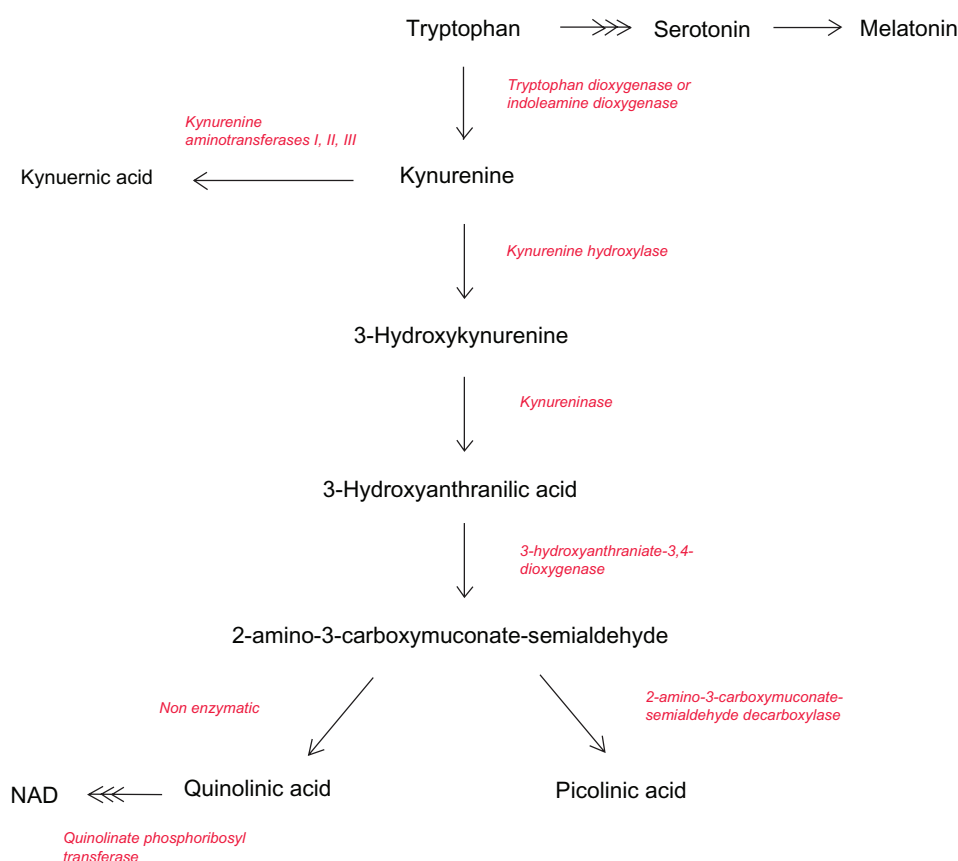 Tryptophan
Serotonin
Melatonin
Tryptophan dioxygenase or
indoleamine dioxygenase
Kynurenine
aminotransferases I, II, III
Kynuernic acid
Kynurenine
Kynurenine hydroxylase
3-Hydroxykynurenine
Kynureninase
3-Hydroxyanthranilic acid
3-hydroxyanthraniate-3,4-
dioxygenase
2-amino-3-carboxymuconate-semialdehyde
Non enzymatic
2-amino-3-carboxymuconate-
semialdehyde decarboxylase
NAD
Quinolinic acid
Picolinic acid
Quinolinate phosphoribosyl
transferase